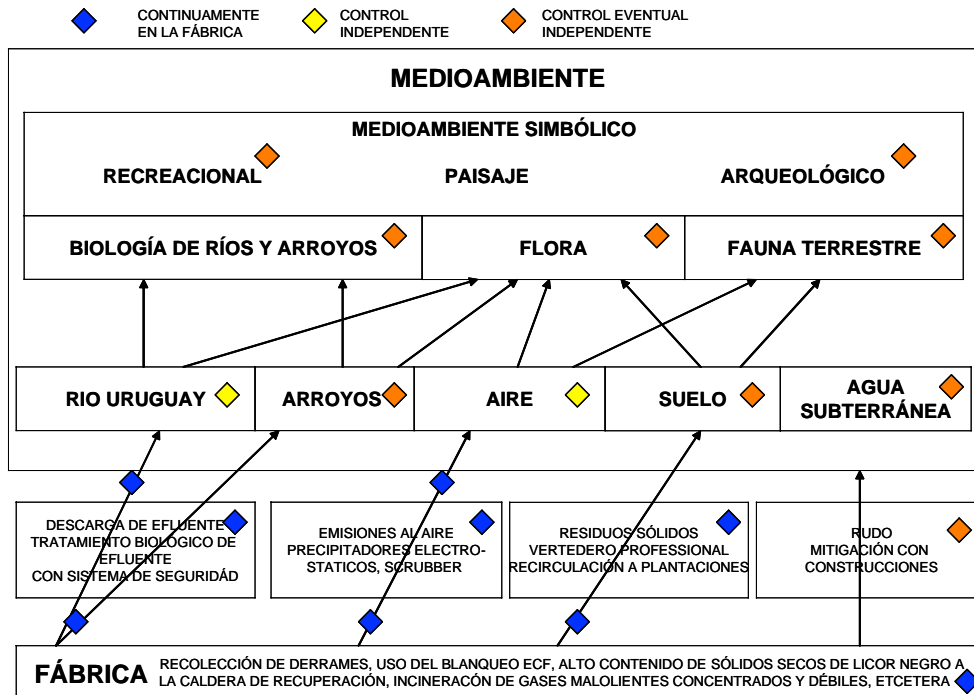 CONTINUAMENTE
EN LA FÁBRICA
CONTROL
INDEPENDIENTE
CONTROL EVENTUAL
INDEPENDIENTE
MEDIOAMBIENTE
MEDIOAMBIENTE SIMBÓLICO
RECREACIONAL
PAISAJE
ARQUEOLÓGICO
BIOLOGÍA DE RÍOS Y ARROYOS
FLORA
FAUNA TERRESTRE
RIO URUGUAY
ARROYOS
AIRE
SUELO
AGUA
SUBTERRÁNEA
DESCARGA DE EFLUENTE
TRATAMIENTO BIOLOGICO DE
EFLUENTE
CON SISTEMA DE SEGURIDÁD
EMISIONES AL AIRE
PRECIPITADORES ELECTRO-
STATICOS, SCRUBBER
RESIDUOS SÓLIDOS
VERTEDERO PROFESSIONAL
RECIRCULACIÓN A PLANTACIONES
RUDO
MITIGACIÓN CON
CONSTRUCCIONES
FÁBRICA
RECOLECCIÓN DE DERRAMES, USO DEL BLANQUEO ECF, ALTO CONTENIDO DE SÓLIDOS SECOS DE LICOR NEGRO A
LA CALDERA DE RECUPERACIÓN, INCINERACÓN DE GASES MALOLIENTES CONCENTRADOS Y DÉBILES, ETCETERA